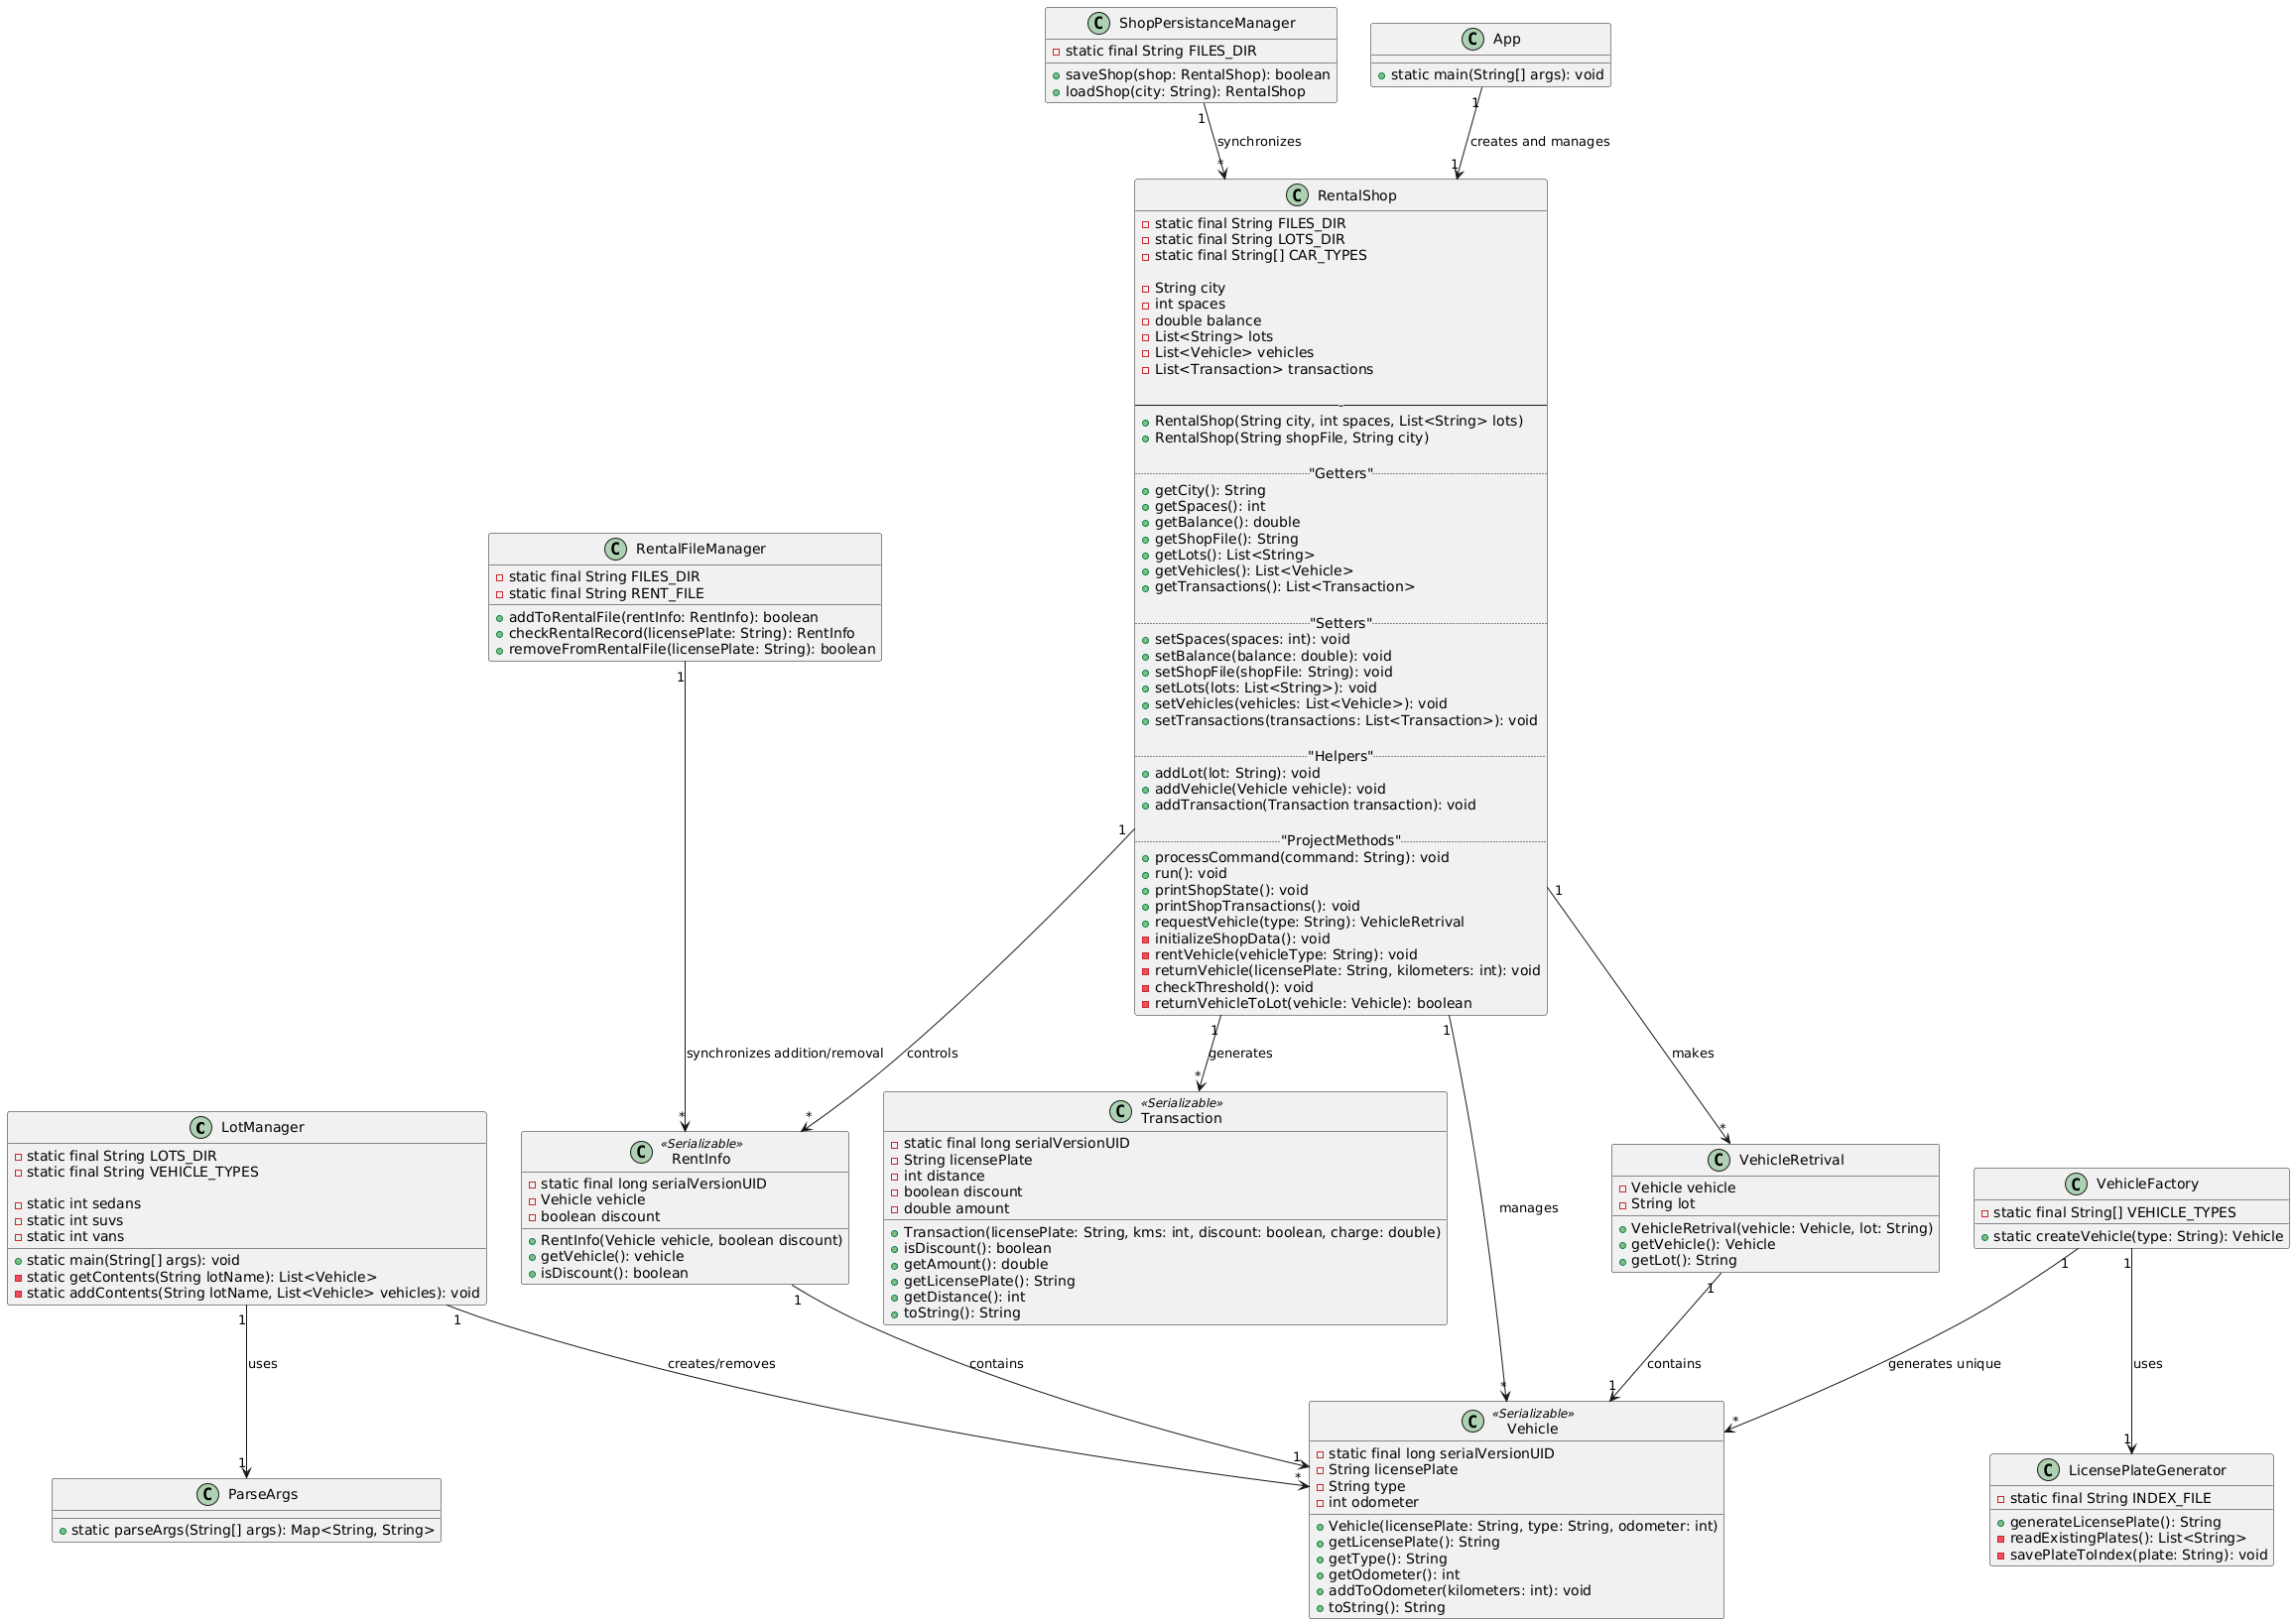 ShopPersistanceManager
static final String FILES_DIR
saveShop(shop: RentalShop): boolean
loadShop(city: String): RentalShop
App
static main(String[] args): void
1
synchronizes
*
1
creates and manages
1
RentalShop
static final String FILES_DIR
static final String LOTS_DIR
static final String[] CAR_TYPES
String city
int spaces
double balance
List<String> lots
List<Vehicle> vehicles
List<Transaction> transactions
-
RentalShop(String city, int spaces, List<String> lots)
RentalShop(String shopFile, String city)
"Getters"
getCity(): String
getSpaces(): int
getBalance(): double
getShopFile(): String
getLots(): List<String>
getVehicles(): List<Vehicle>
getTransactions(): List<Transaction>
"Setters"
setSpaces(spaces: int): void
setBalance(balance: double): void
setShopFile(shopFile: String): void
setLots(lots: List<String>): void
setVehicles(vehicles: List<Vehicle>): void
setTransactions(transactions: List<Transaction>): void
"Helpers"
addLot(lot: String): void
addVehicle(Vehicle vehicle): void
addTransaction(Transaction transaction): void
"ProjectMethods"
processCommand(command: String): void
run(): void
printShopState(): void
printShopTransactions(): void
requestVehicle(type: String): VehicleRetrival
initializeShopData(): void
rentVehicle(vehicleType: String): void
returnVehicle(licensePlate: String, kilometers: int): void
checkThreshold(): void
returnVehicleToLot(vehicle: Vehicle): boolean
RentalFileManager
static final String FILES_DIR
static final String RENT_FILE
addToRentalFile(rentInfo: RentInfo): boolean
checkRentalRecord(licensePlate: String): RentInfo
removeFromRentalFile(licensePlate: String): boolean
1
synchronizes addition/removal
*
1
controls
*
1
generates
*
1
manages
*
1
makes
*
LotManager
static final String LOTS_DIR
static final String VEHICLE_TYPES
static int sedans
static int suvs
static int vans
static main(String[] args): void
static getContents(String lotName): List<Vehicle>
static addContents(String lotName, List<Vehicle> vehicles): void
«Serializable»
RentInfo
static final long serialVersionUID
Vehicle vehicle
boolean discount
RentInfo(Vehicle vehicle, boolean discount)
getVehicle(): vehicle
isDiscount(): boolean
«Serializable»
Transaction
static final long serialVersionUID
String licensePlate
int distance
boolean discount
double amount
Transaction(licensePlate: String, kms: int, discount: boolean, charge: double)
isDiscount(): boolean
getAmount(): double
getLicensePlate(): String
getDistance(): int
toString(): String
VehicleRetrival
Vehicle vehicle
String lot
VehicleRetrival(vehicle: Vehicle, lot: String)
getVehicle(): Vehicle
getLot(): String
VehicleFactory
static final String[] VEHICLE_TYPES
static createVehicle(type: String): Vehicle
1
uses
1
1
creates/removes
*
1
contains
1
1
contains
1
1
generates unique
*
1
uses
1
ParseArgs
static parseArgs(String[] args): Map<String, String>
«Serializable»
Vehicle
static final long serialVersionUID
String licensePlate
String type
int odometer
Vehicle(licensePlate: String, type: String, odometer: int)
getLicensePlate(): String
getType(): String
getOdometer(): int
addToOdometer(kilometers: int): void
toString(): String
LicensePlateGenerator
static final String INDEX_FILE
generateLicensePlate(): String
readExistingPlates(): List<String>
savePlateToIndex(plate: String): void